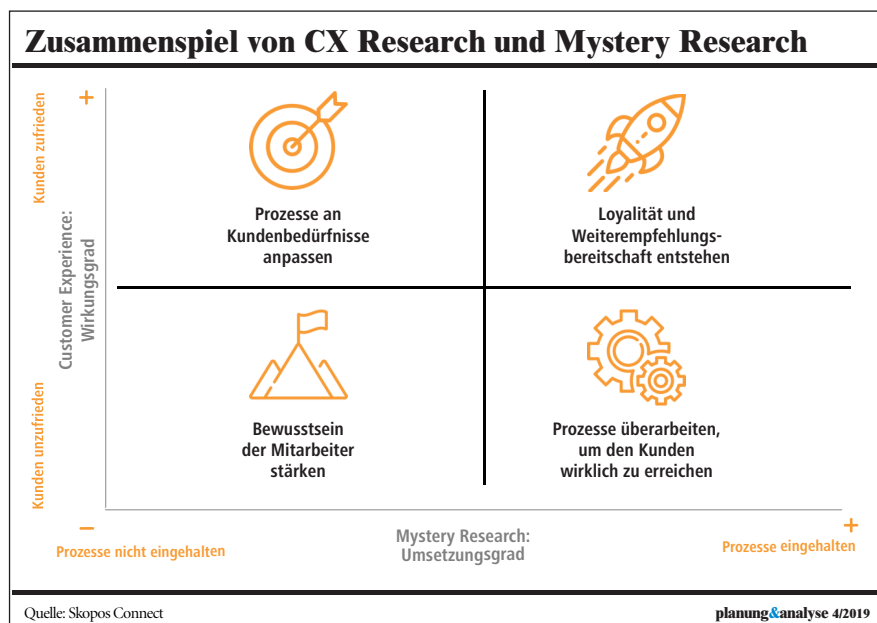 Zusammenspiel von CX Research und Mystery Research
+
Kunden zufrieden
Customer Experience:
Wirkungsgrad
Kunden unzufrieden
Prozesse an
Kundenbedürfnisse
anpassen
Loyalität und
Weiterempfehlungs-
bereitschaft entstehen
Bewusstsein
der Mitarbeiter
stärken
Prozesse überarbeiten,
um den Kunden
wirklich zu erreichen
–
Prozesse nicht eingehalten
Mystery Research:
Umsetzungsgrad
+
Prozesse eingehalten
Quelle: Skopos Connect
planung&analyse 4/2019